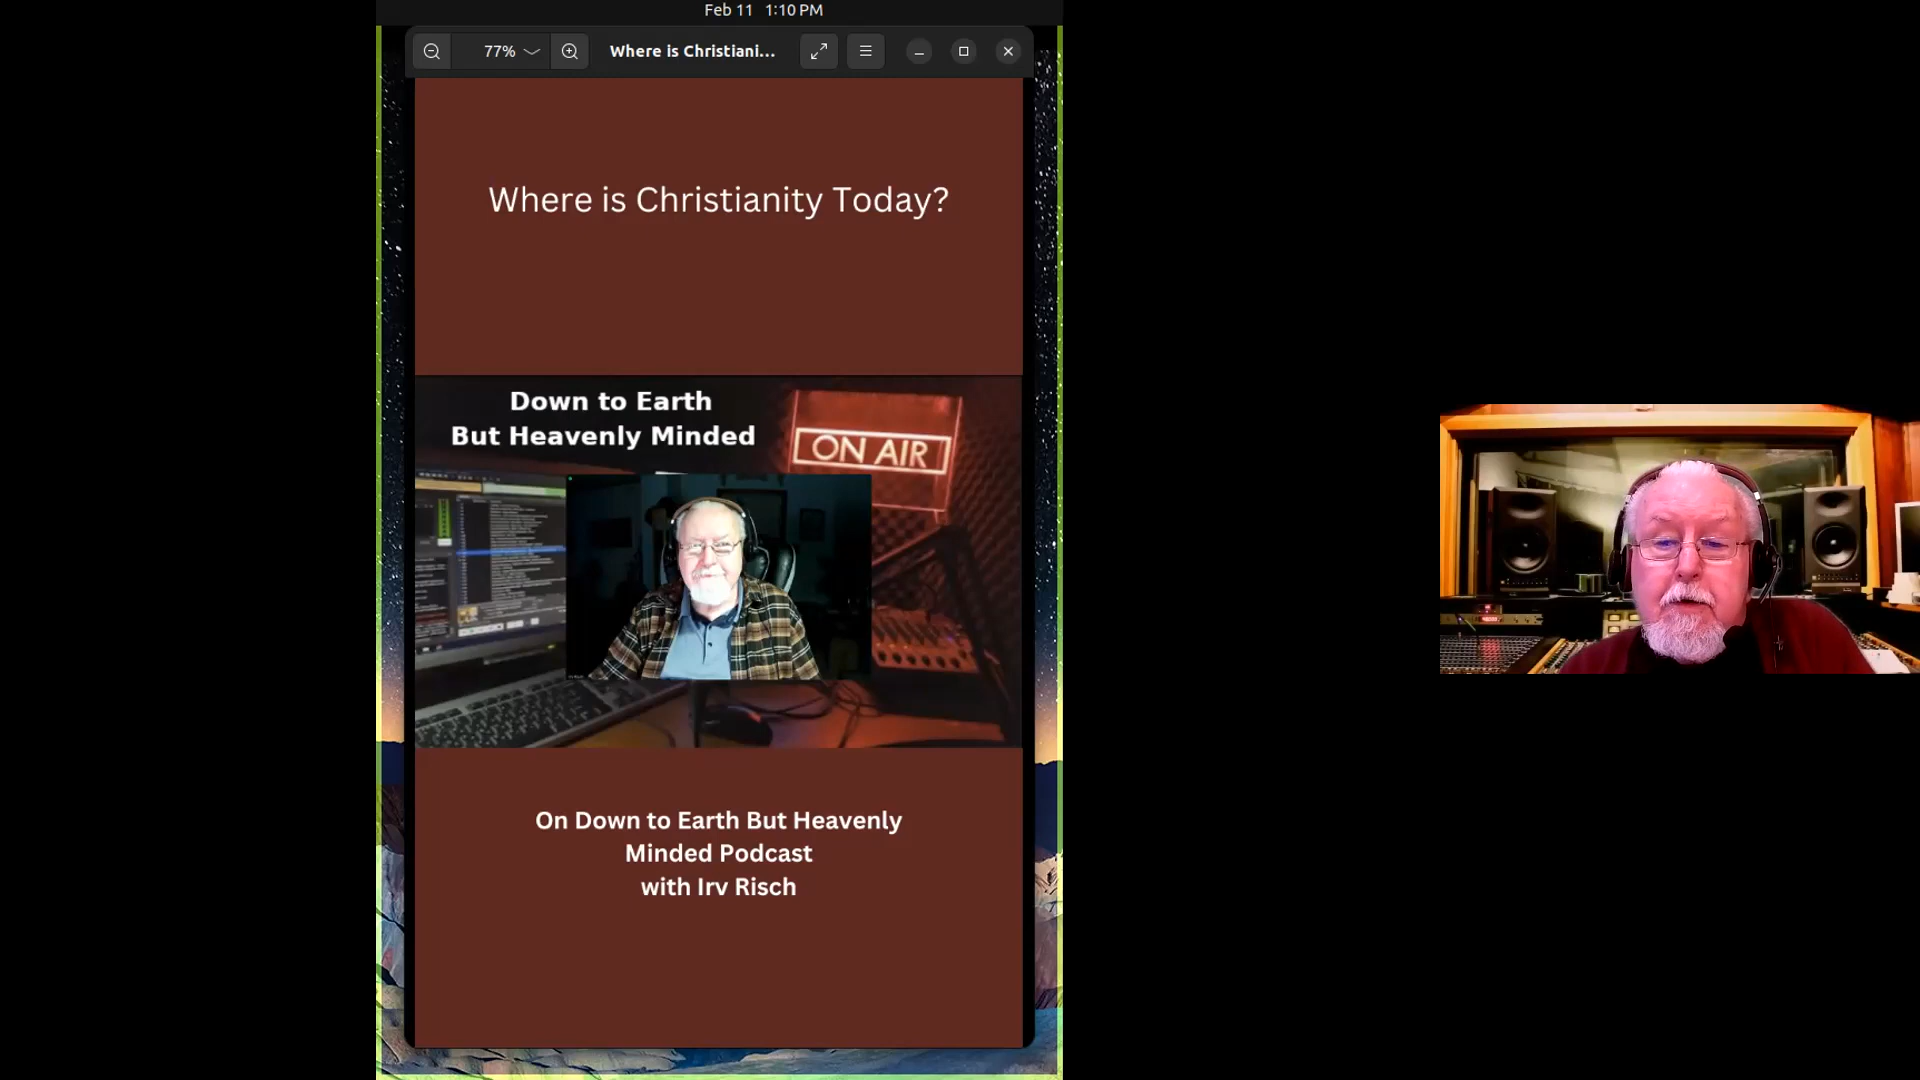 Feb 11 1:10 PM
77%
Where is Christiani...
Where is Christianity Today?
Down to Earth
But Heavenly Minded
ON AIR
On Down to Earth But Heavenly
Minded Podcast
with Irv Risch